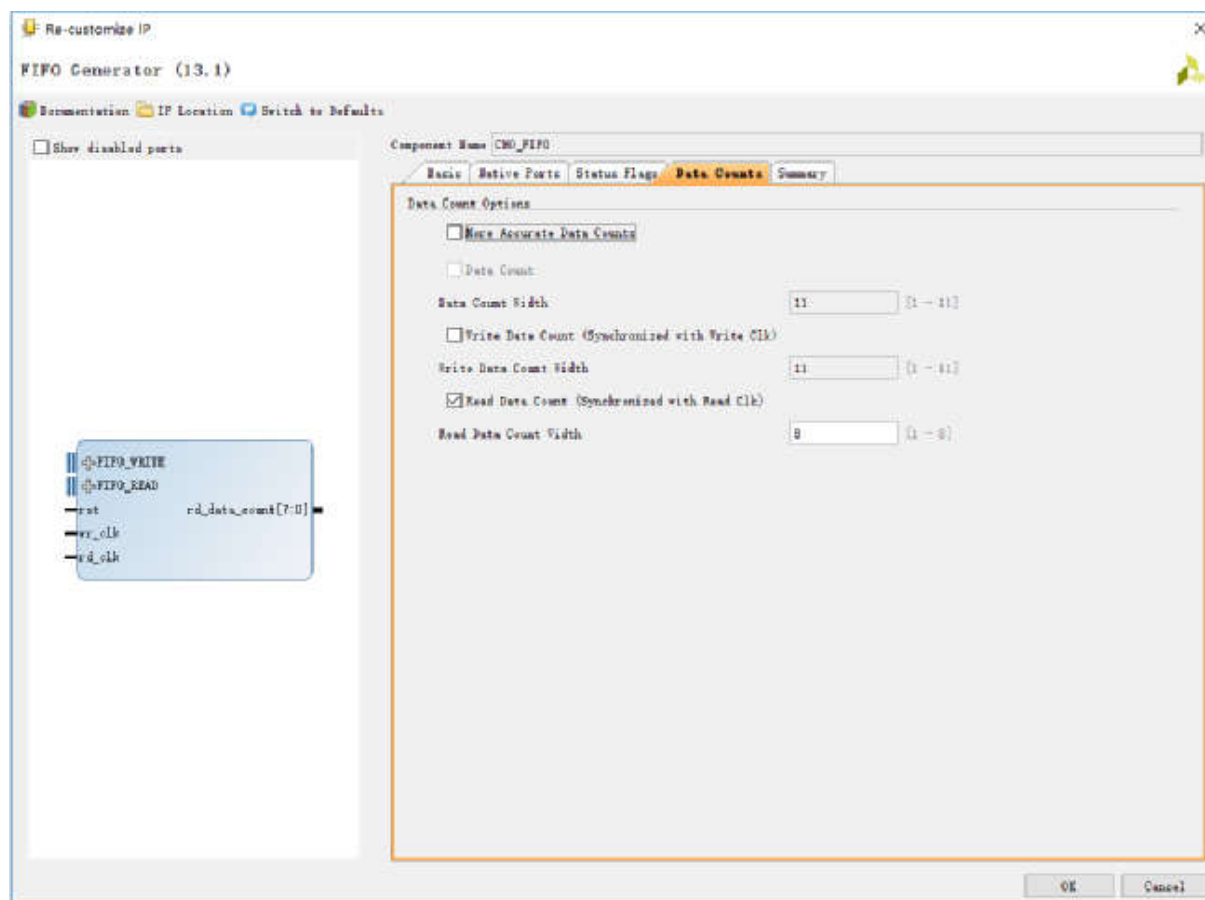 Re-customize IP
FIFO Generator (13.1)
Documentation IP Location Switch to Defaults
Show disabled ports
Component Name CMO_FIFO
Basic Native Ports Status Flags Data Counts Summary
Data Count Options
More Accurate Data Counts
Data Count
Data Count Width 11 [1 - 11]
Write Data Count (Synchronized with Write Clk)
Write Data Count Width 11 [1 - 11]
Read Data Count (Synchronized with Read Clk)
Read Data Count Width 8 [1 - 8]
FIFO_WRITE
FIFO_READ
rst rd_data_count[7:0]
wr_clk
rd_clk
OK Cancel